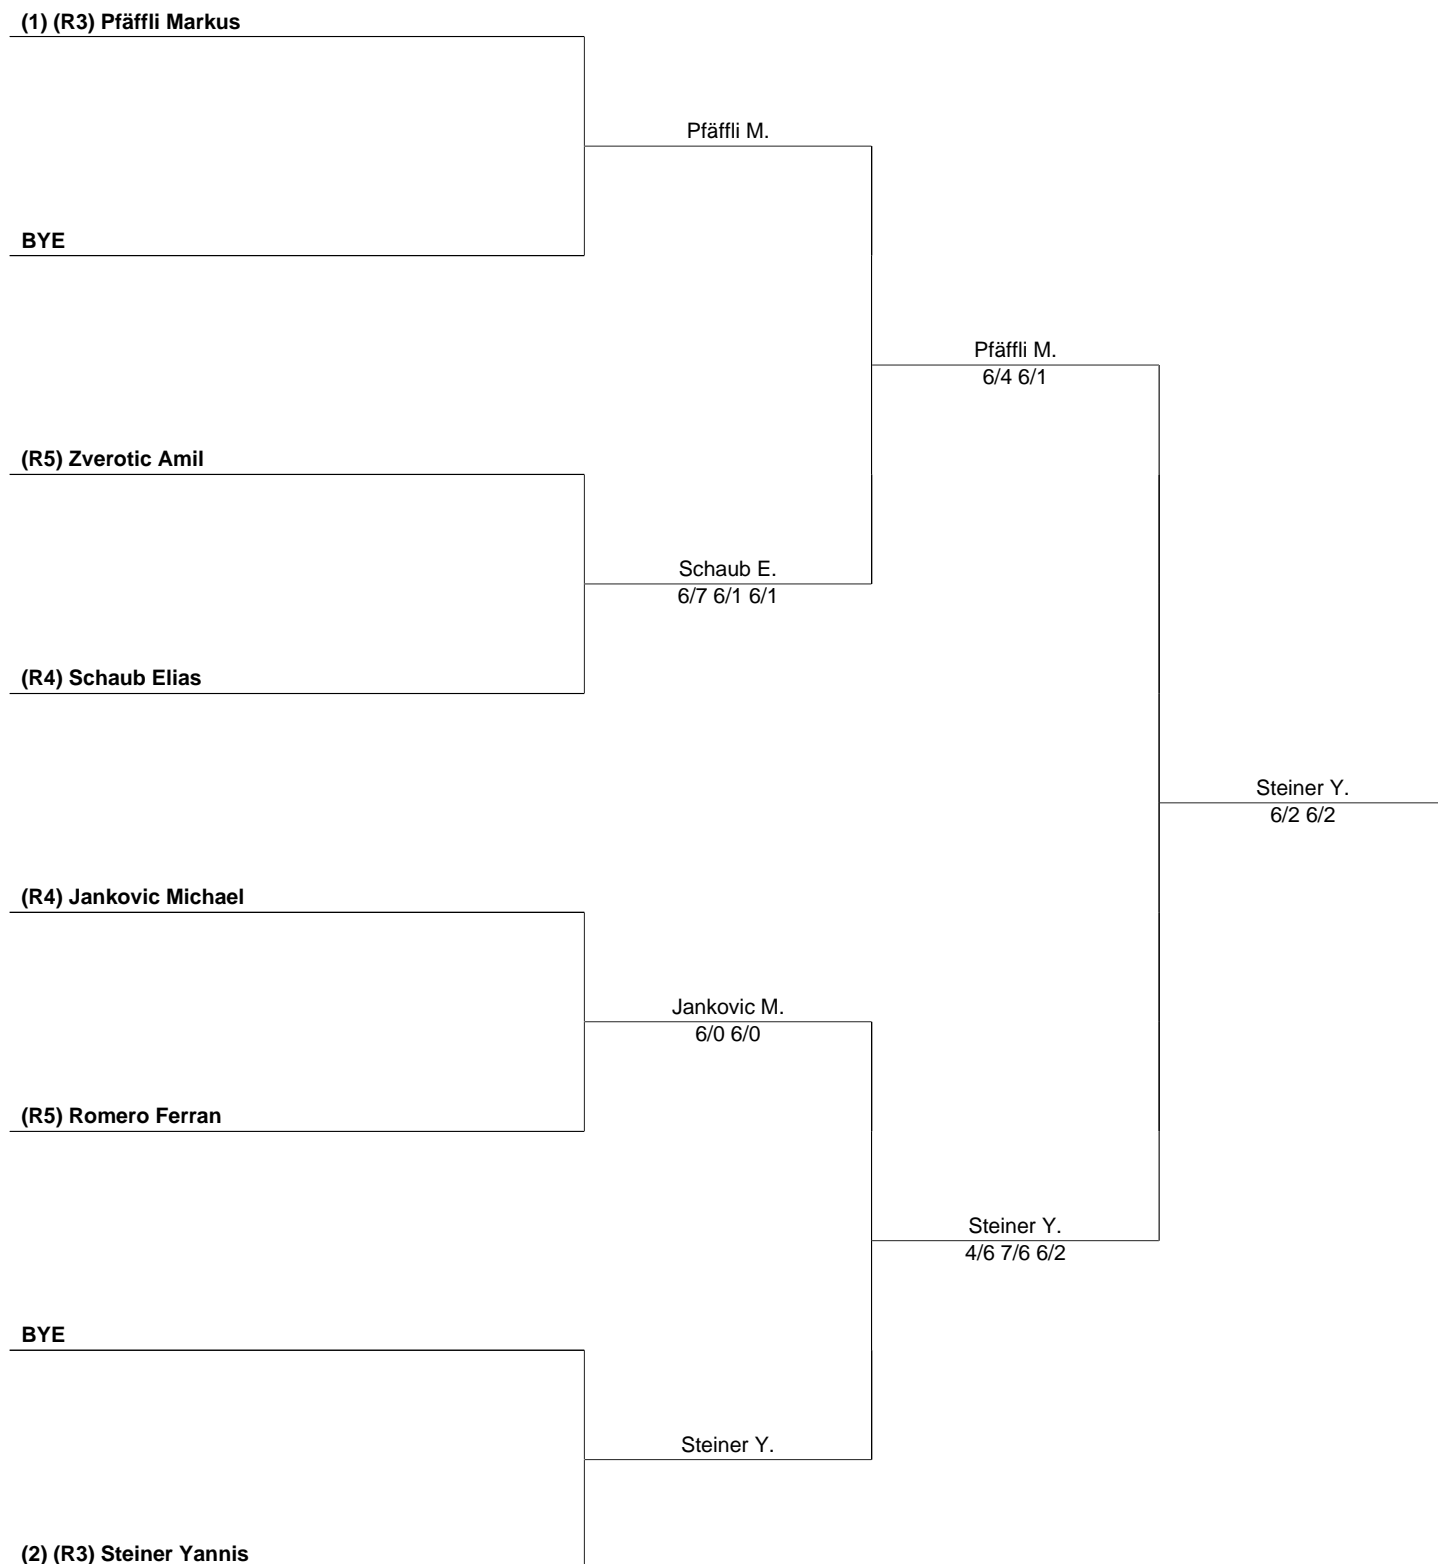 (1) (R3) Pfäffli Markus
Pfäffli M.
BYE
Pfäffli M.
6/4 6/1
(R5) Zverotic Amil
Schaub E.
6/7 6/1 6/1
(R4) Schaub Elias
Steiner Y.
6/2 6/2
(R4) Jankovic Michael
Jankovic M.
6/0 6/0
(R5) Romero Ferran
Steiner Y.
4/6 7/6 6/2
BYE
Steiner Y.
(2) (R3) Steiner Yannis